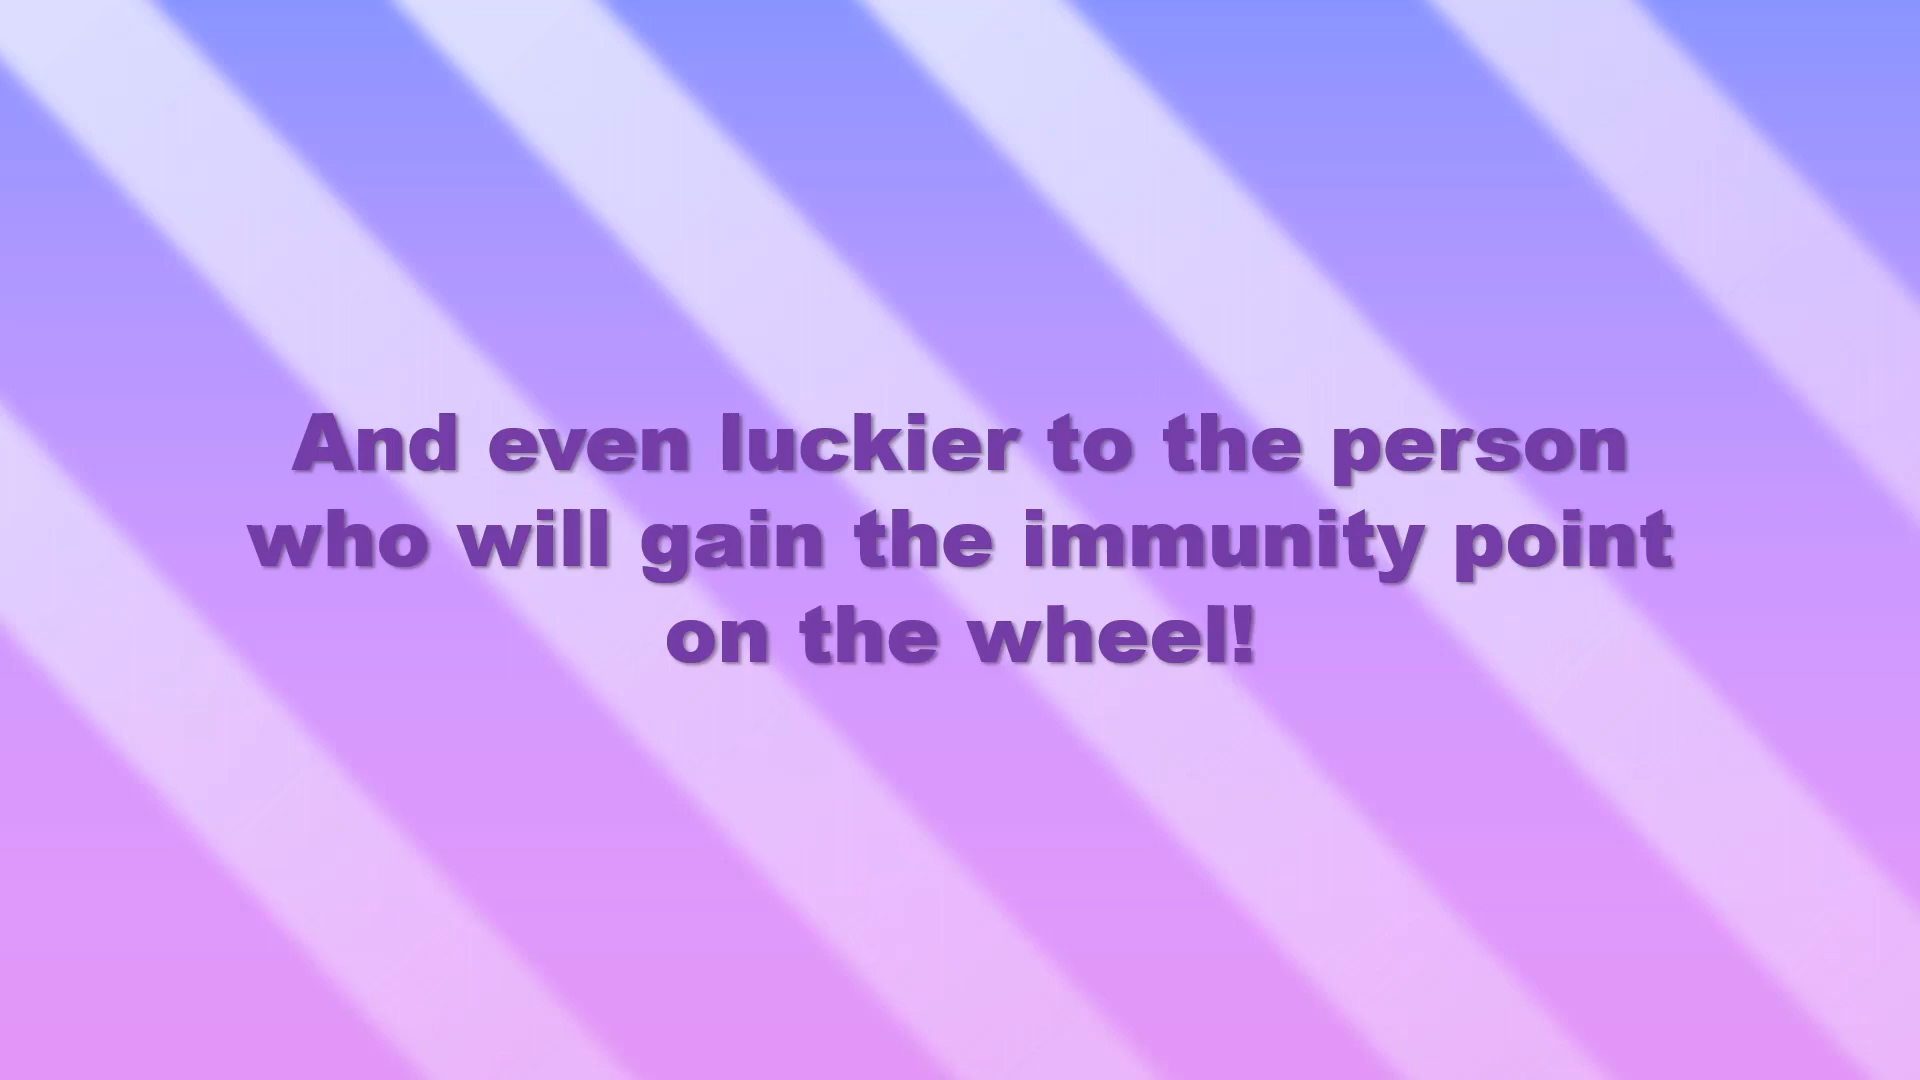 And even luckier to the person
who will gain the immunity point
on the wheel!